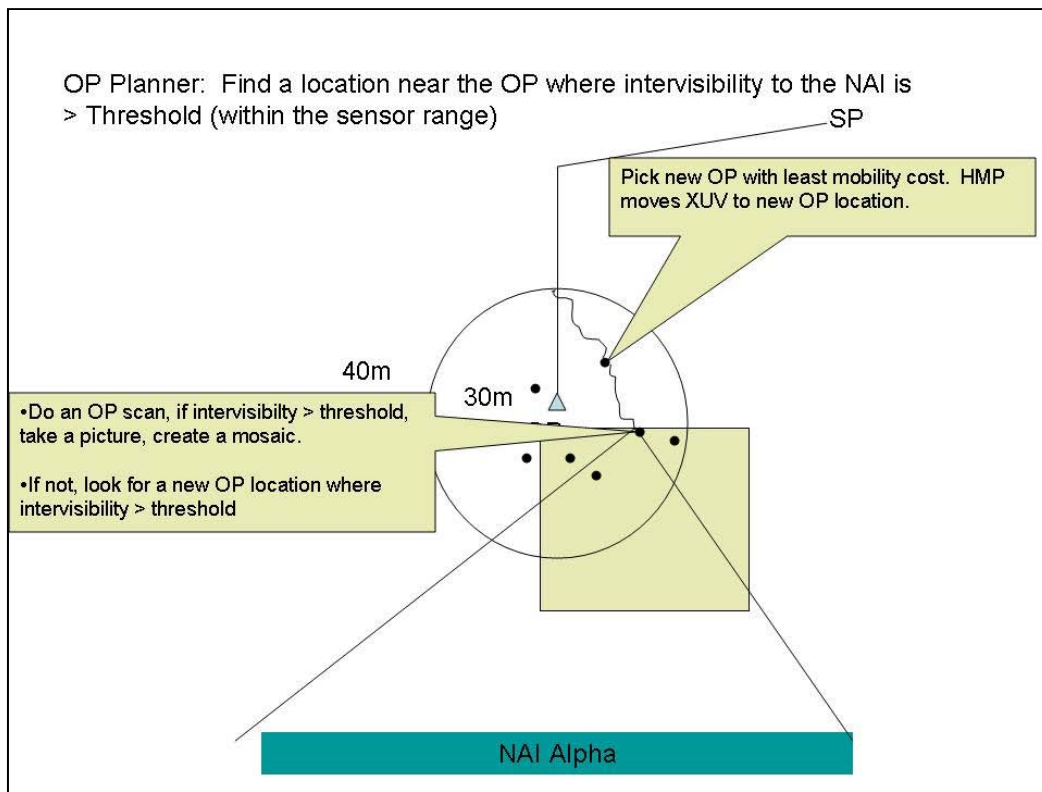 OP Planner: Find a location near the OP where intervisibility to the NAI is
> Threshold (within the sensor range)
SP
Pick new OP with least mobility cost. HMP
moves XUV to new OP location.
40m
30m
•Do an OP scan, if intervisibilty > threshold,
take a picture, create a mosaic.
•If not, look for a new OP location where
intervisibility > threshold
NAI Alpha